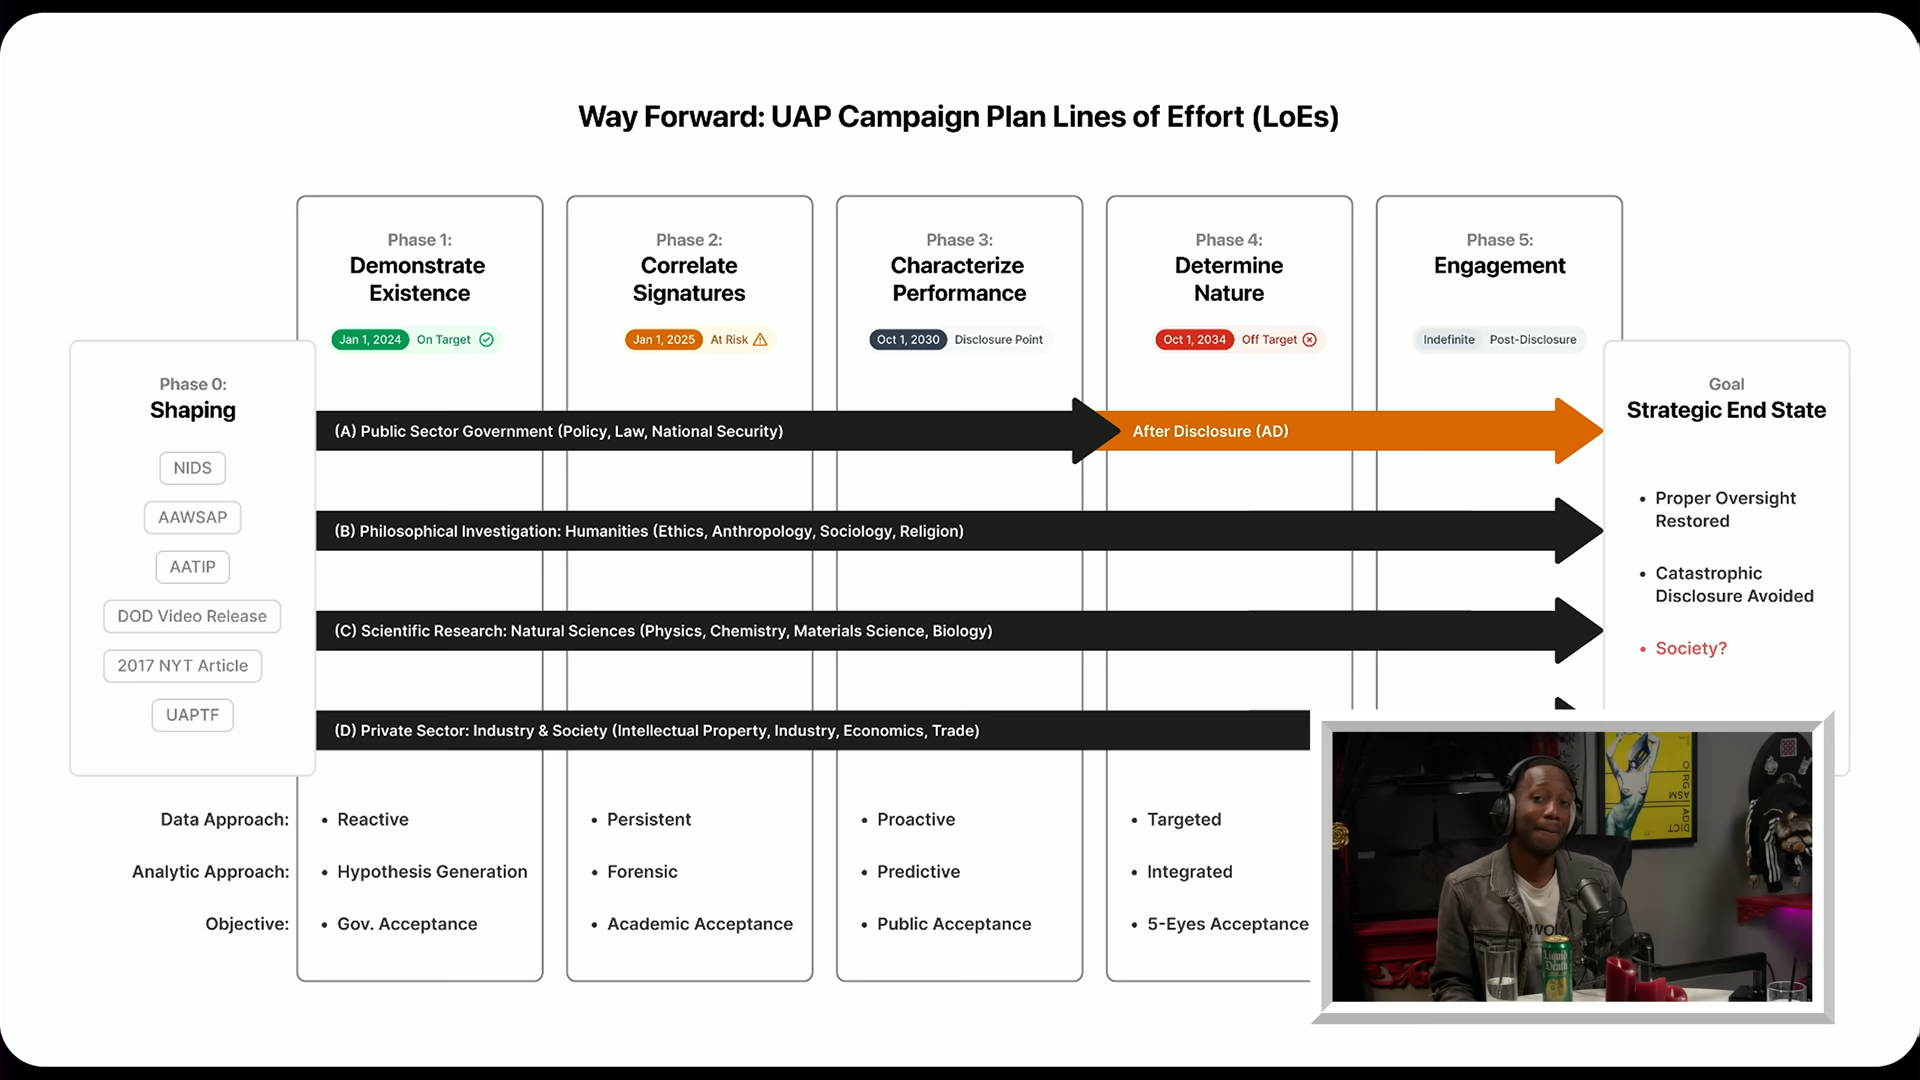 Way Forward: UAP Campaign Plan Lines of Effort (LoEs)
Phase 0:
Shaping
NIDS
AAWSAP
AATIP
DOD Video Release
2017 NYT Article
UAPTF
Phase 1:
Demonstrate
Existence
Jan 1, 2024 On Target
Phase 2:
Correlate
Signatures
Jan 1, 2025 At Risk
Phase 3:
Characterize
Performance
Oct 1, 2030 Disclosure Point
Phase 4:
Determine
Nature
Oct 1, 2034 Off Target
Phase 5:
Engagement
Indefinite Post-Disclosure
Goal
Strategic End State
• Proper Oversight
Restored
• Catastrophic
Disclosure Avoided
• Society?
(A) Public Sector Government (Policy, Law, National Security)
After Disclosure (AD)
(B) Philosophical Investigation: Humanities (Ethics, Anthropology, Sociology, Religion)
(C) Scientific Research: Natural Sciences (Physics, Chemistry, Materials Science, Biology)
(D) Private Sector: Industry & Society (Intellectual Property, Industry, Economics, Trade)
Data Approach: • Reactive • Persistent • Proactive • Targeted
Analytic Approach: • Hypothesis Generation • Forensic • Predictive • Integrated
Objective: • Gov. Acceptance • Academic Acceptance • Public Acceptance • 5-Eyes Acceptance
ORG
ASM
ADDICT
Liquid
Death